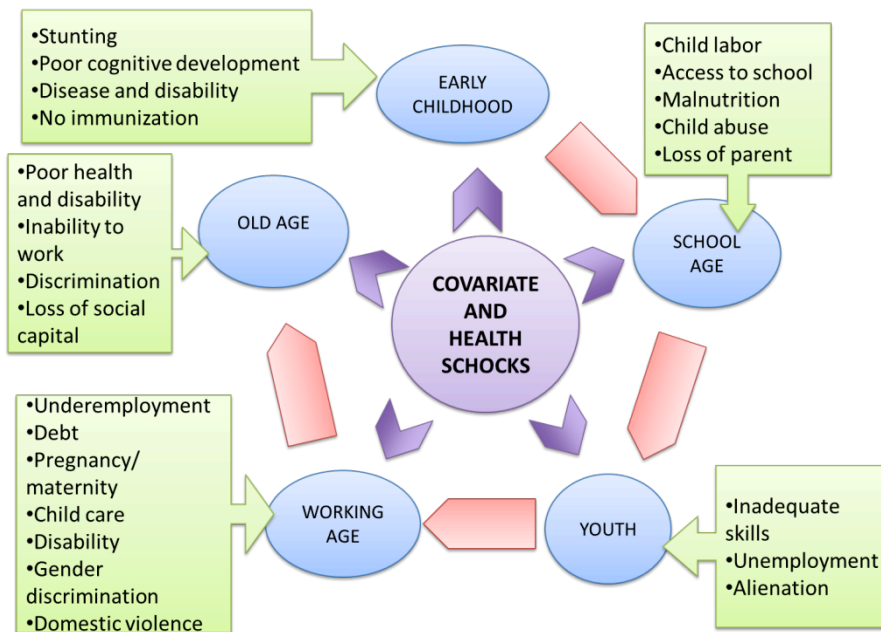 •Stunting
•Poor cognitive development
•Disease and disability
•No immunization
EARLY
CHILDHOOD
•Child labor
•Access to school
•Malnutrition
•Child abuse
•Loss of parent
•Poor health
and disability
•Inability to
work
•Discrimination
•Loss of social
capital
OLD AGE
SCHOOL
AGE
COVARIATE
AND
HEALTH
SCHOCKS
•Underemployment
•Debt
•Pregnancy/
maternity
•Child care
•Disability
•Gender
discrimination
•Domestic violence
WORKING
AGE
YOUTH
•Inadequate
skills
•Unemployment
•Alienation